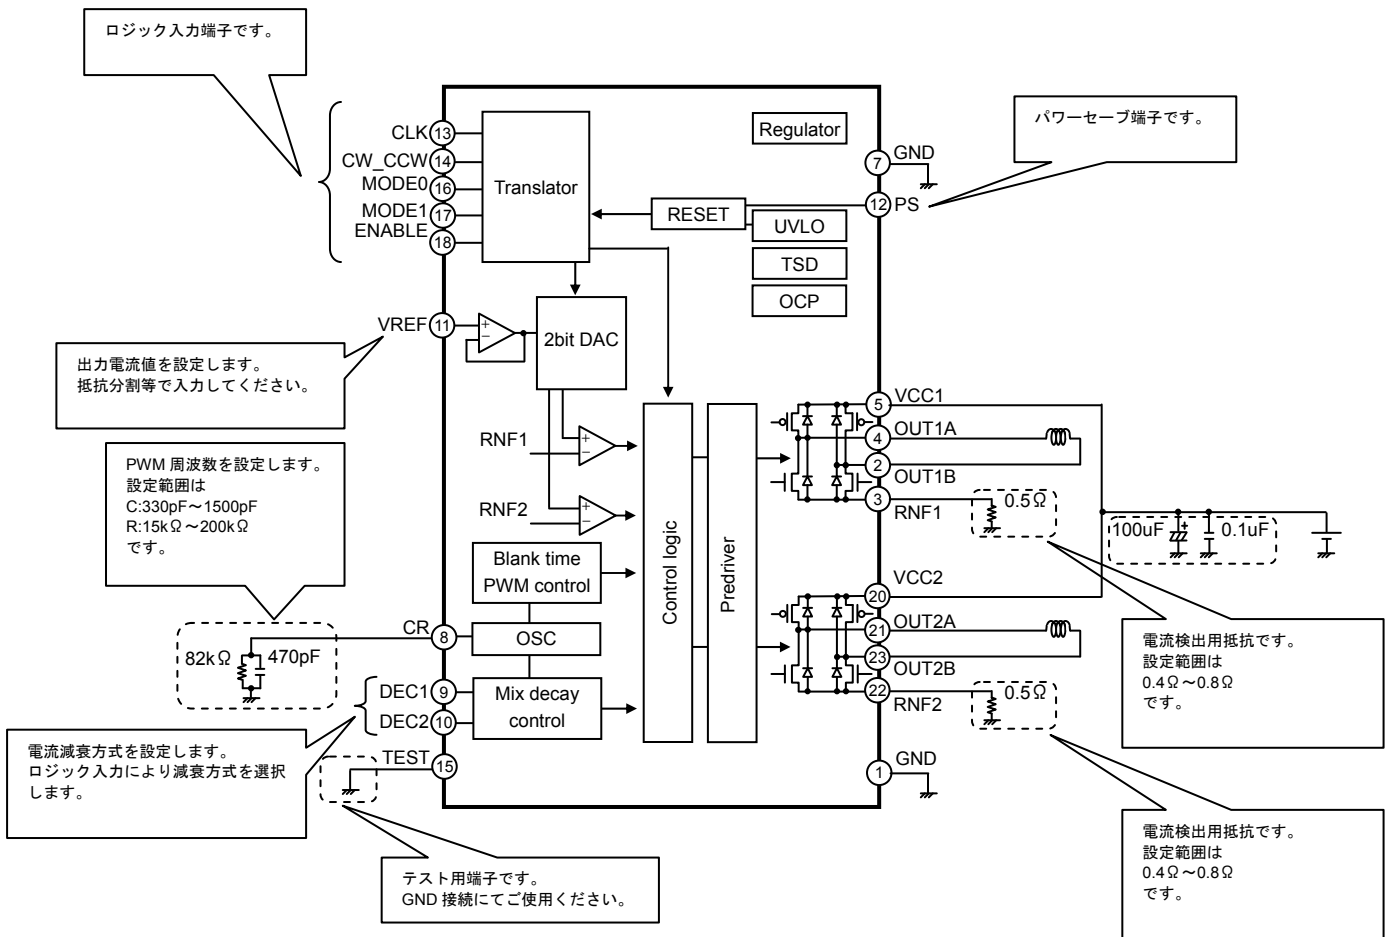 ロジック入力端子です。
CLK
13
CW_CCW
14
MODE0
16
MODE1
17
ENABLE
18
Translator
Regulator
GND
7
パワーセーブ端子です。
RESET
12
PS
UVLO
TSD
OCP
VREF
11
+
−
2bit DAC
出力電流値を設定します。
抵抗分割等で入力してください。
RNF1
+
−
RNF2
+
−
Control logic
Predriver
5
VCC1
4
OUT1A
2
OUT1B
3
RNF1
0.5Ω
100uF
+
0.1uF
PWM 周波数を設定します。
設定範囲は
C:330pF～1500pF
R:15kΩ～200kΩ
です。
Blank time
PWM control
CR
8
OSC
82kΩ
470pF
DEC1
9
DEC2
10
Mix decay
control
TEST
15
VCC2
20
OUT2A
21
23
OUT2B
22
RNF2
0.5Ω
GND
1
電流検出用抵抗です。
設定範囲は
0.4Ω～0.8Ω
です。
電流減衰方式を設定します。
ロジック入力により減衰方式を選択
します。
テスト用端子です。
GND 接続にてご使用ください。
電流検出用抵抗です。
設定範囲は
0.4Ω～0.8Ω
です。